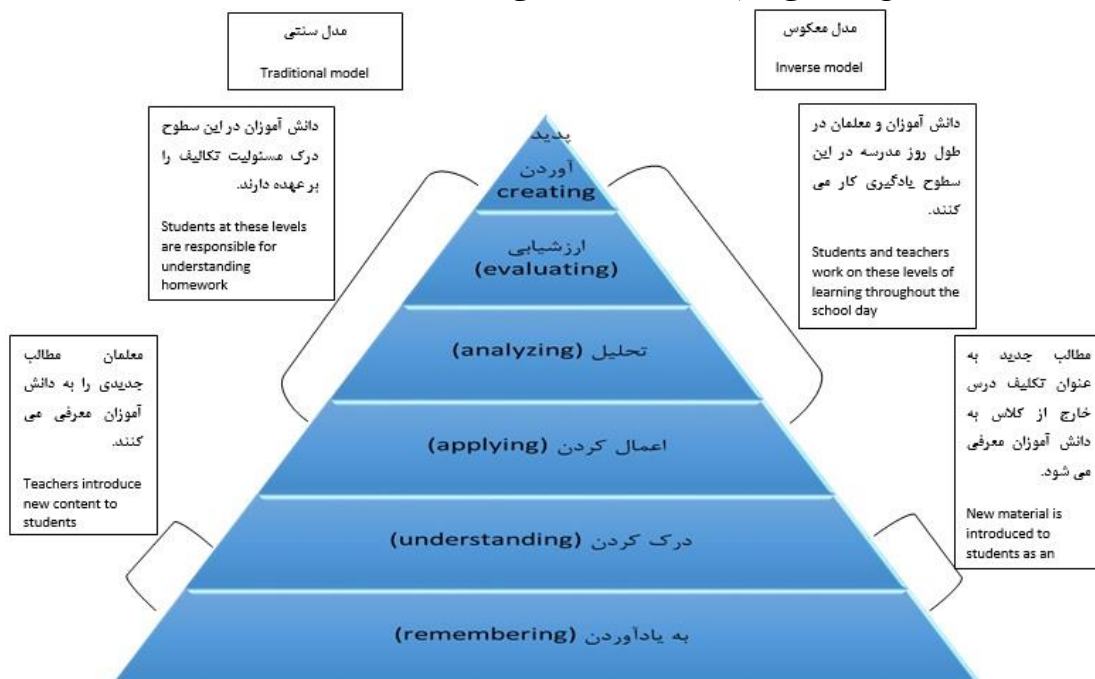 مدل سنتی
Traditional model
مدل معکوس
Inverse model
دانش آموزان در این سطوح
درک مسئولیت تکالیف را
بر عهده دارند.
Students at these levels
are responsible for
understanding
homework
دانش آموزان و معلمان در
طول روز مدرسه در این
سطوح یادگیری کار می
کنند.
Students and teachers
work on these levels of
learning throughout the
school day
معلمان مطالب
جدیدی را به دانش
آموزان معرفی می
کنند.
Teachers introduce
new content to
students
مطالب جدید به
عنوان تکلیف درس
خارج از کلاس به
دانش آموزان معرفی
می شود.
New material is
introduced to
students as an
پدید
آوردن
creating
ارزشیابی
(evaluating)
تحلیل (analyzing)
اعمال کردن (applying)
درک کردن (understanding)
به یادآوردن (remembering)